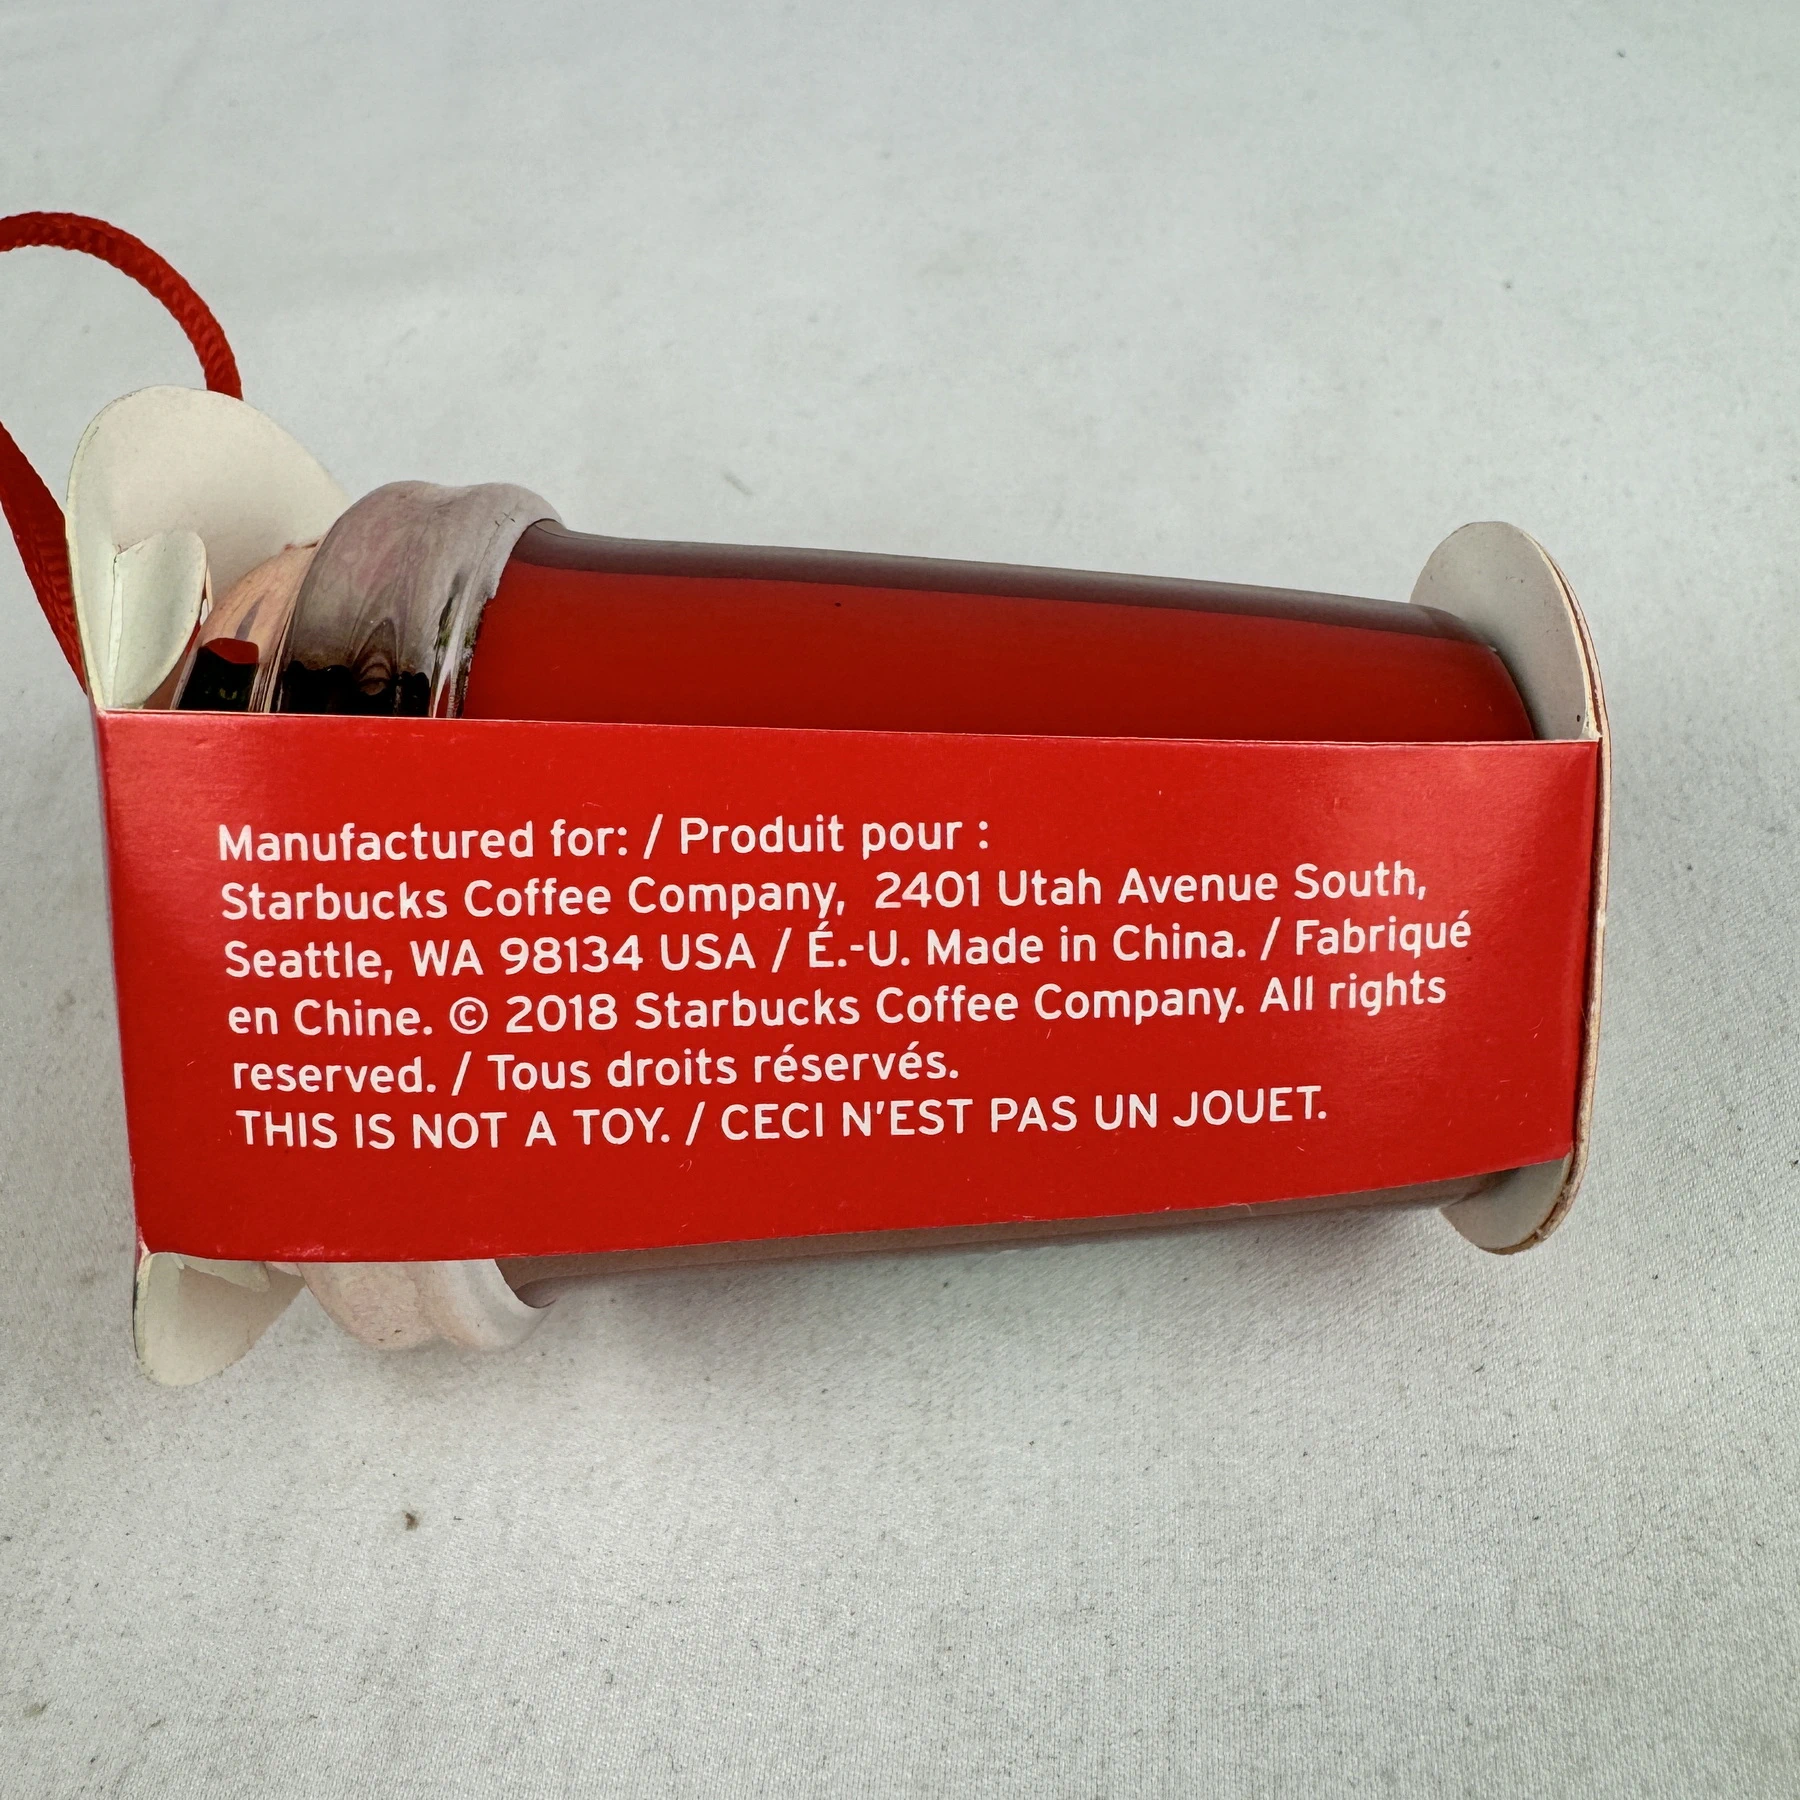 Manufactured for: / Produit pour :
Starbucks Coffee Company, 2401 Utah Avenue South,
Seattle, WA 98134 USA / É.-U. Made in China. / Fabriqué
en Chine. © 2018 Starbucks Coffee Company. All rights
reserved. / Tous droits réservés.
THIS IS NOT A TOY. / CECI N'EST PAS UN JOUET.